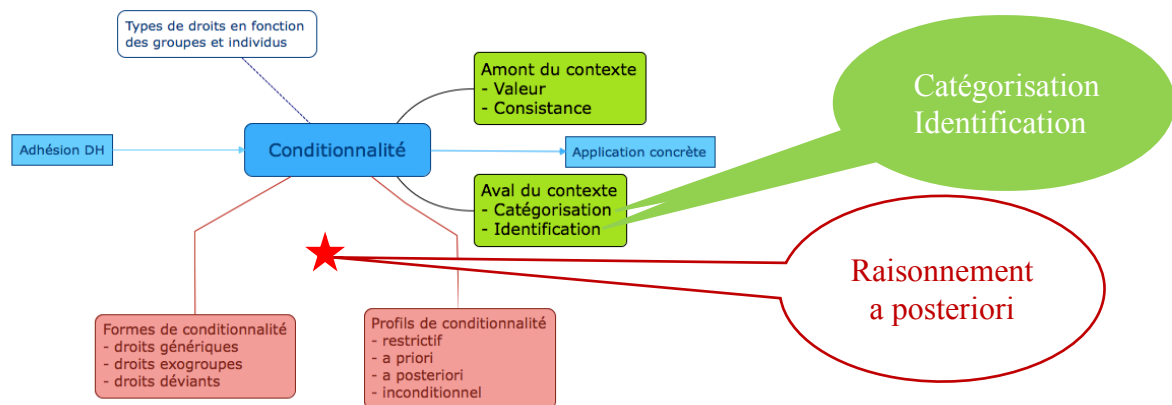 Types de droits en fonction
des groupes et individus
Amont du contexte
- Valeur
- Consistance
Catégorisation
Identification
Adhésion DH
Conditionnalité
Application concrète
Aval du contexte
- Catégorisation
- Identification
Raisonnement
a posteriori
Formes de conditionnalité
- droits génériques
- droits exogroupes
- droits déviants
Profils de conditionnalité
- restrictif
- a priori
- a posteriori
- inconditionnel